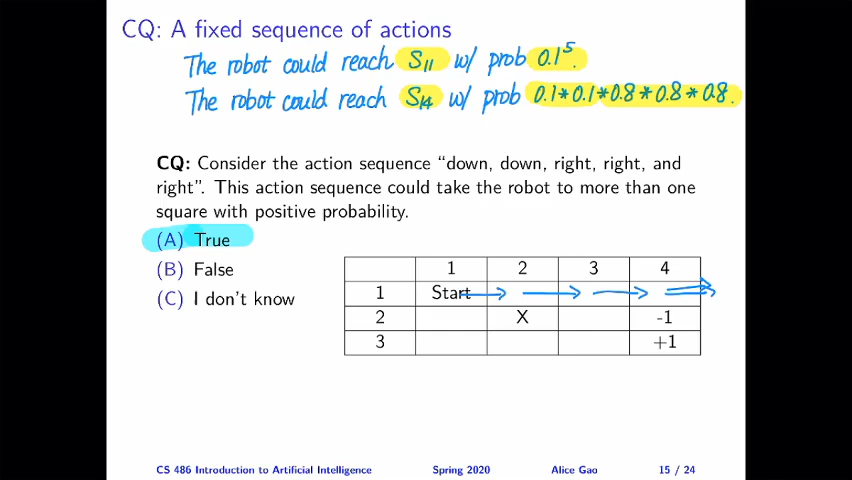 CQ: A fixed sequence of actions
The robot could reach S11 w/ prob 0.1⁵.
The robot could reach S14 w/ prob 0.1*0.1*0.8*0.8*0.8.
CQ: Consider the action sequence “down, down, right, right, and
right”. This action sequence could take the robot to more than one
square with positive probability.
(A) True
(B) False
(C) I don't know
1 2 3 4
1 Start
2 X -1
3 +1
CS 486 Introduction to Artificial Intelligence Spring 2020 Alice Gao 15 / 24